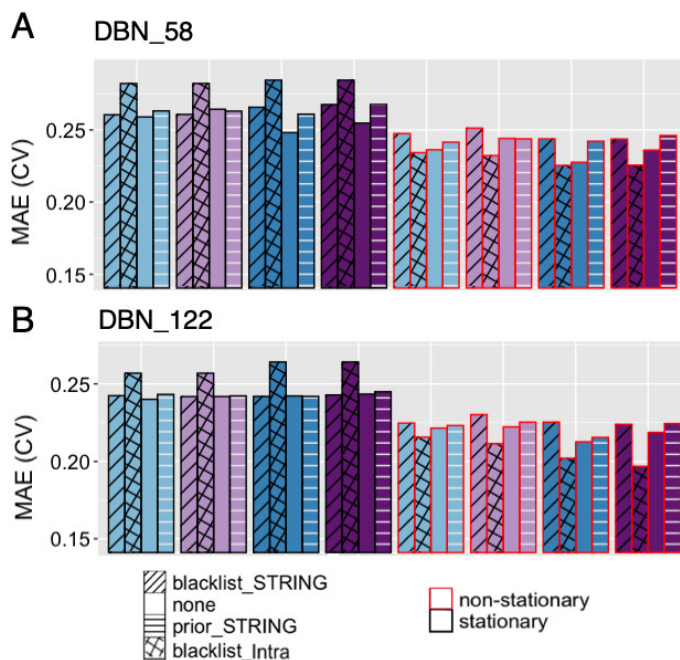 A
DBN_58
MAE (CV)
0.25
0.20
0.15
B
DBN_122
MAE (CV)
0.25
0.20
0.15
blacklist_STRING
none
prior_STRING
blacklist_Intra
non-stationary
stationary